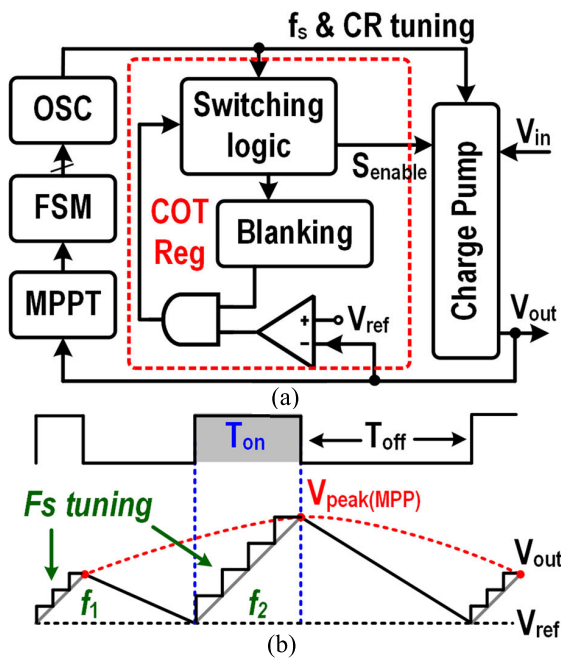 fs & CR tuning
OSC
Switching
logic
Vin
Senable
FSM
COT
Reg
Blanking
Charge Pump
MPPT
Vref
+
−
Vout
(a)
Ton
Toff
Fs tuning
Vpeak(MPP)
Vout
f1
f2
Vref
(b)